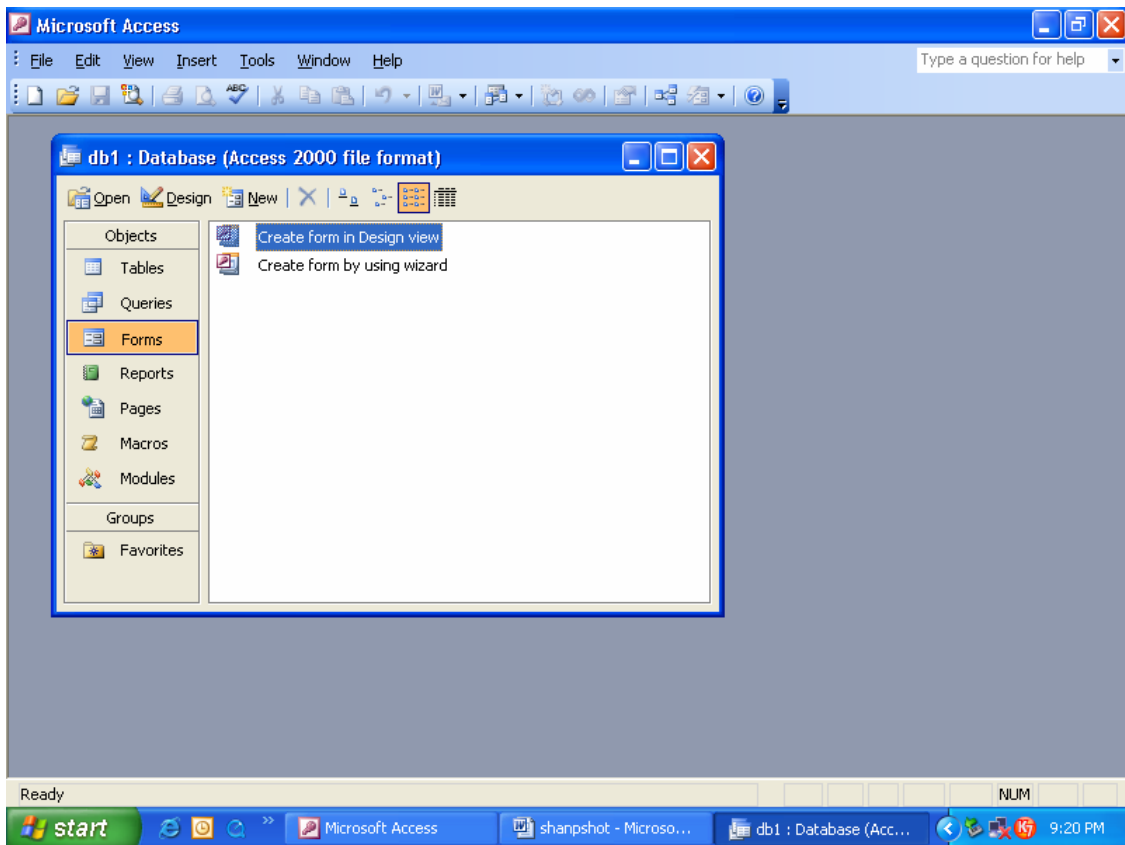 Microsoft Access
File Edit View Insert Tools Window Help
Type a question for help
ABC
db1 : Database (Access 2000 file format)
Open Design New
Objects
Create form in Design view
Tables
Create form by using wizard
Queries
Forms
Reports
Pages
Macros
Modules
Groups
Favorites
Ready
NUM
start
Microsoft Access
shanpshot - Microso...
db1 : Database (Acc...
9:20 PM